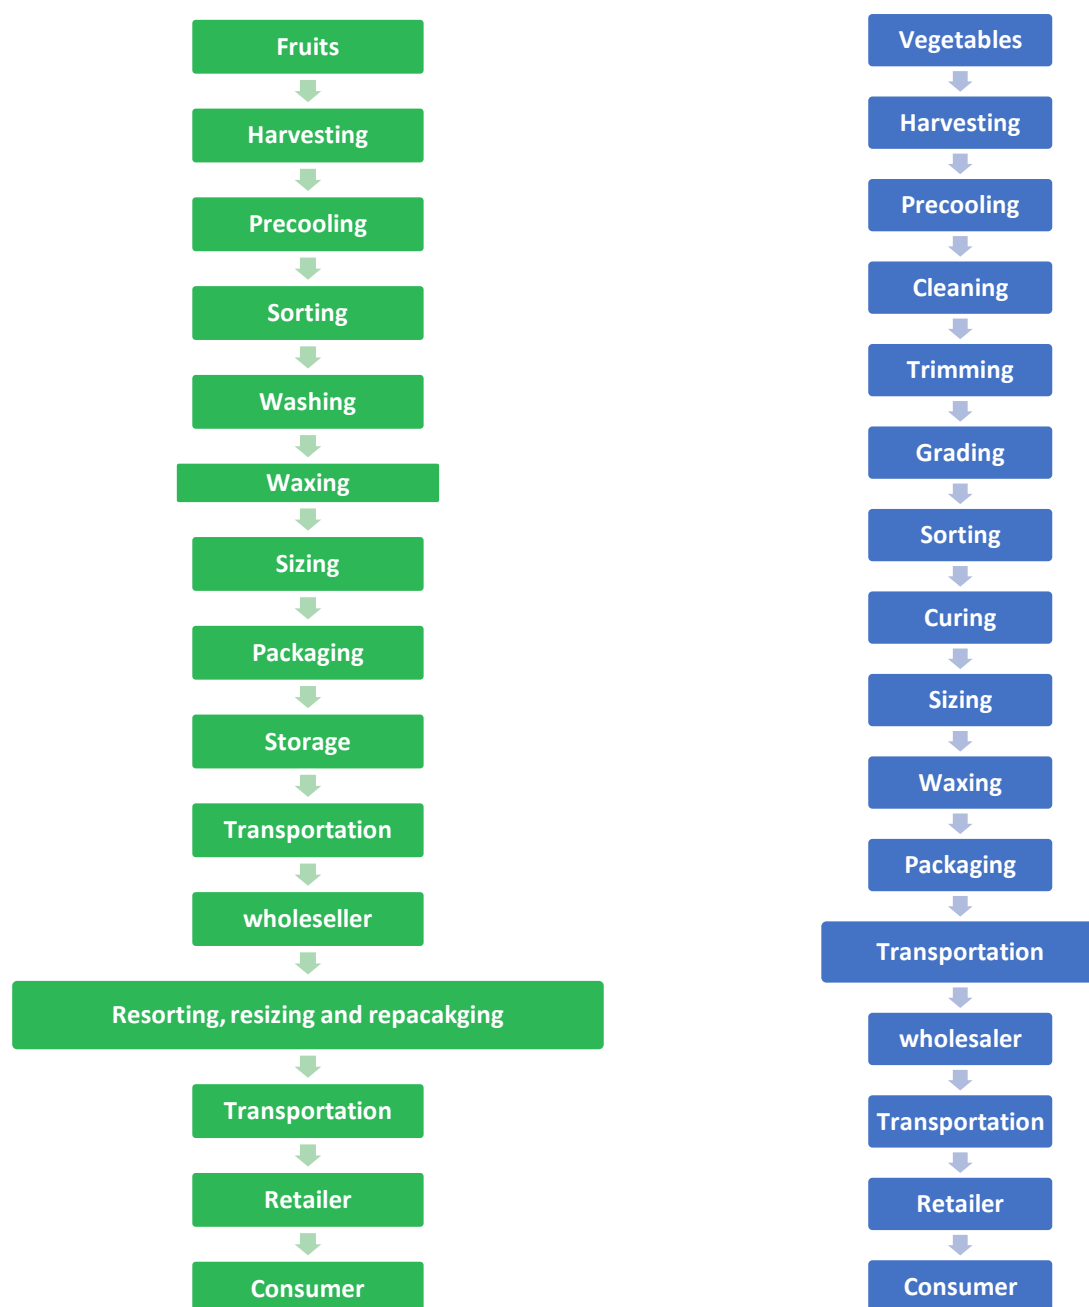 Fruits
Harvesting
Precooling
Sorting
Washing
Waxing
Sizing
Packaging
Storage
Transportation
wholeseller
Resorting, resizing and repacakging
Transportation
Retailer
Consumer
Vegetables
Harvesting
Precooling
Cleaning
Trimming
Grading
Sorting
Curing
Sizing
Waxing
Packaging
Transportation
wholesaler
Transportation
Retailer
Consumer